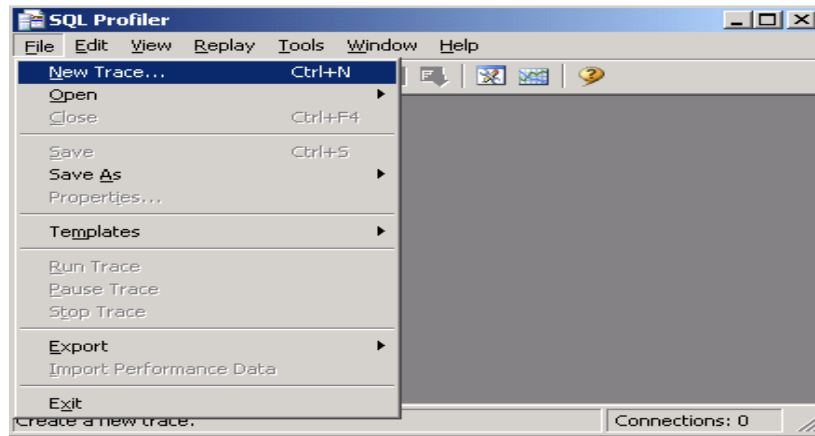 SQL Profiler
File Edit View Replay Tools Window Help
New Trace... Ctrl+N
Open
Close Ctrl+F4
Save Ctrl+S
Save As
Properties...
Templates
Run Trace
Pause Trace
Stop Trace
Export
Import Performance Data
Exit
Create a new trace.
Connections: 0